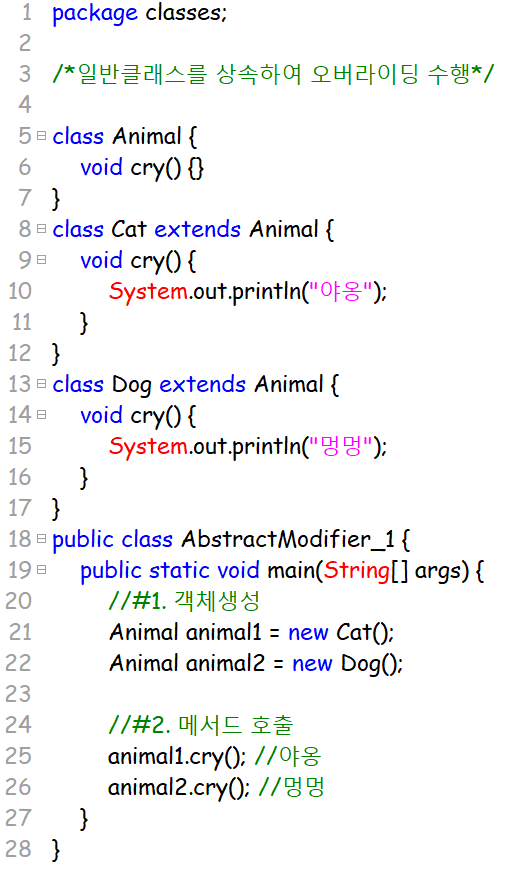 1 package classes;
2
3 /*일반클래스를 상속하여 오버라이딩 수행*/
4
5 class Animal {
6 void cry() {}
7 }
8 class Cat extends Animal {
9 void cry() {
10 System.out.println("야옹");
11 }
12 }
13 class Dog extends Animal {
14 void cry() {
15 System.out.println("멍멍");
16 }
17 }
18 public class AbstractModifier_1 {
19 public static void main(String[] args) {
20 //#1. 객체생성
21 Animal animal1 = new Cat();
22 Animal animal2 = new Dog();
23
24 //#2. 메서드 호출
25 animal1.cry(); //야옹
26 animal2.cry(); //멍멍
27 }
28 }